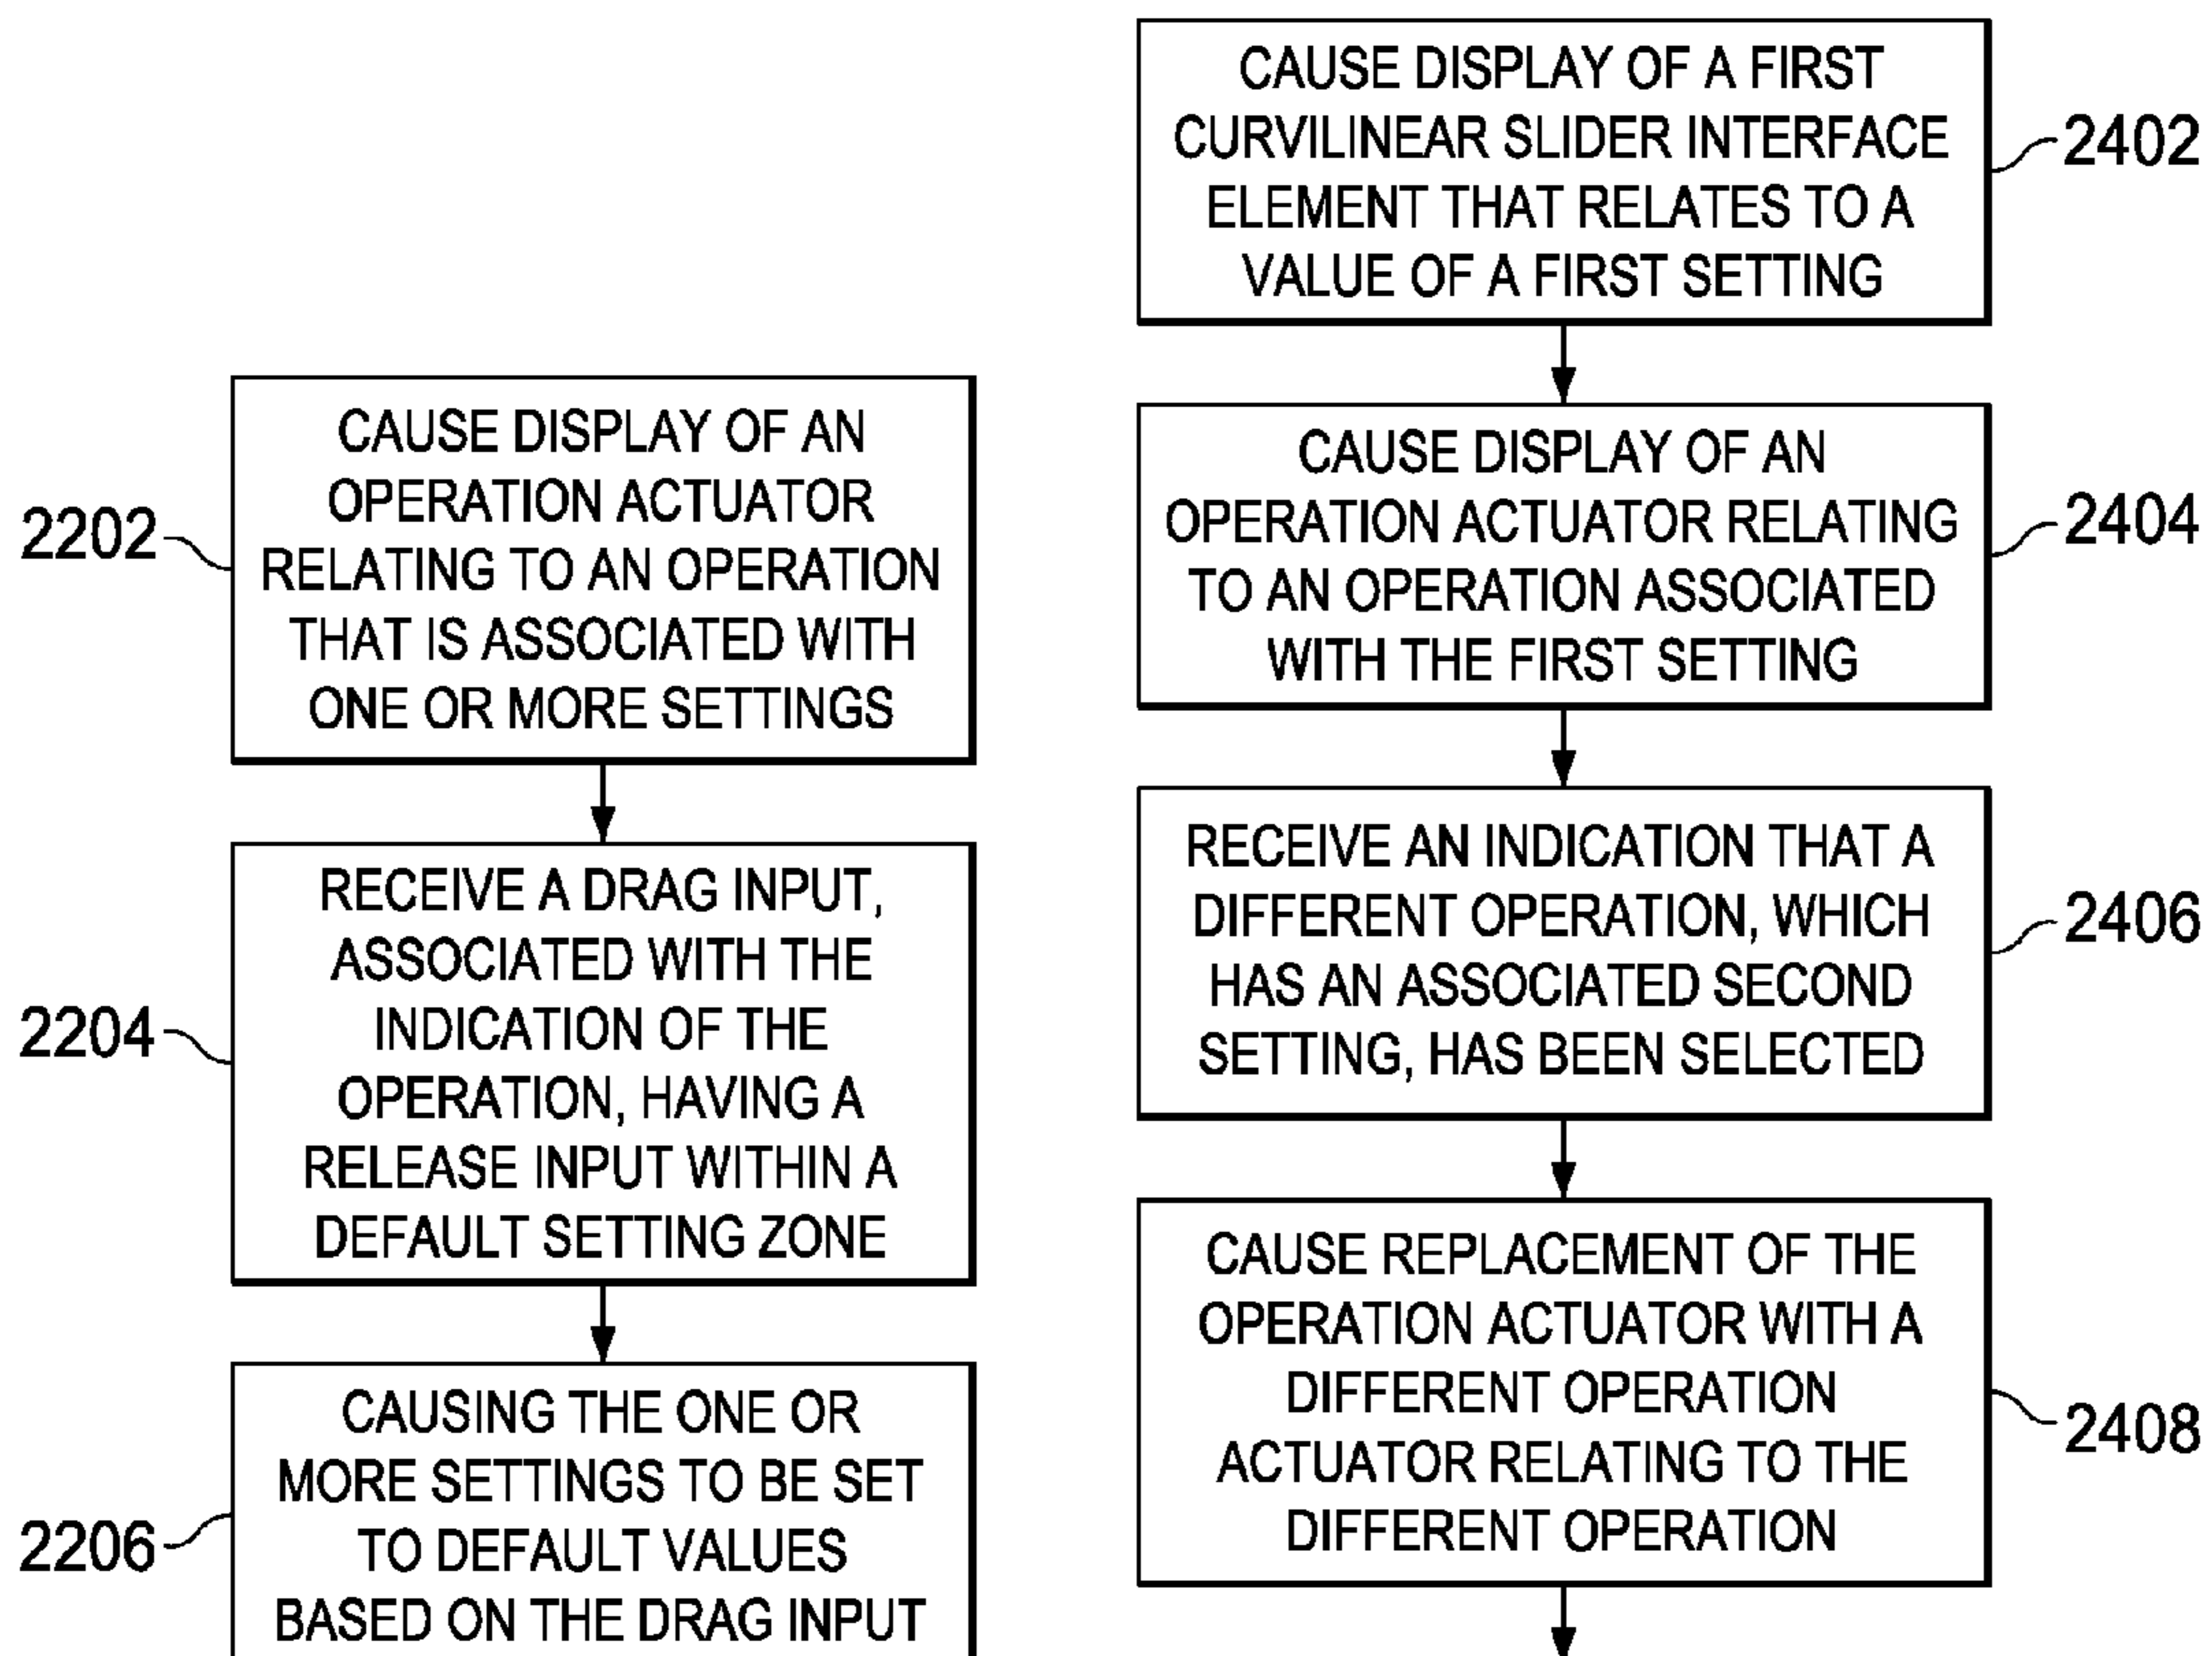 2202
CAUSE DISPLAY OF AN
OPERATION ACTUATOR
RELATING TO AN OPERATION
THAT IS ASSOCIATED WITH
ONE OR MORE SETTINGS
2204
RECEIVE A DRAG INPUT,
ASSOCIATED WITH THE
INDICATION OF THE
OPERATION, HAVING A
RELEASE INPUT WITHIN A
DEFAULT SETTING ZONE
2206
CAUSING THE ONE OR
MORE SETTINGS TO BE SET
TO DEFAULT VALUES
BASED ON THE DRAG INPUT
CAUSE DISPLAY OF A FIRST
CURVILINEAR SLIDER INTERFACE
ELEMENT THAT RELATES TO A
VALUE OF A FIRST SETTING
2402
CAUSE DISPLAY OF AN
OPERATION ACTUATOR RELATING
TO AN OPERATION ASSOCIATED
WITH THE FIRST SETTING
2404
RECEIVE AN INDICATION THAT A
DIFFERENT OPERATION, WHICH
HAS AN ASSOCIATED SECOND
SETTING, HAS BEEN SELECTED
2406
CAUSE REPLACEMENT OF THE
OPERATION ACTUATOR WITH A
DIFFERENT OPERATION
ACTUATOR RELATING TO THE
DIFFERENT OPERATION
2408